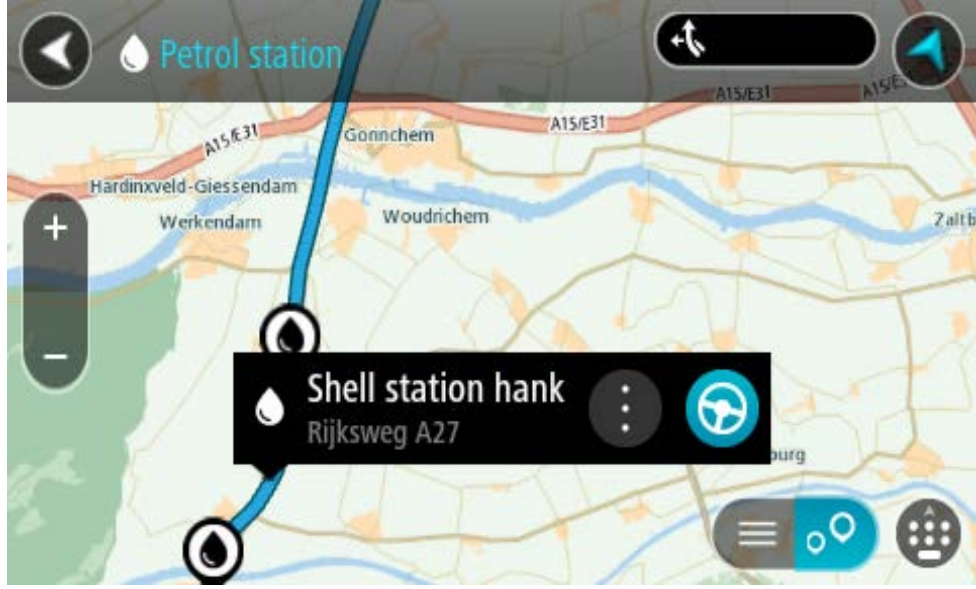 Petrol station
A15/E31
A15/E31
A15/E31
Gorinchem
Hardinxveld-Giessendam
Werkendam
Woudrichem
Zaltb
+
−
Shell station hank
Rijksweg A27
burg